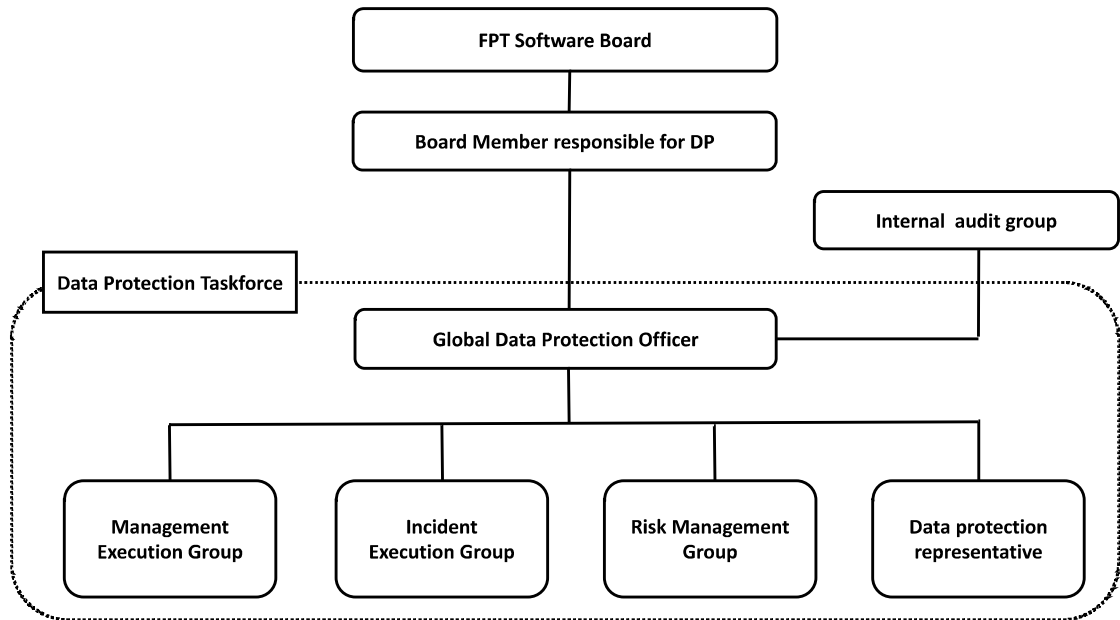 FPT Software Board
Board Member responsible for DP
Internal audit group
Data Protection Taskforce
Global Data Protection Officer
Management
Execution Group
Incident
Execution Group
Risk Management
Group
Data protection
representative